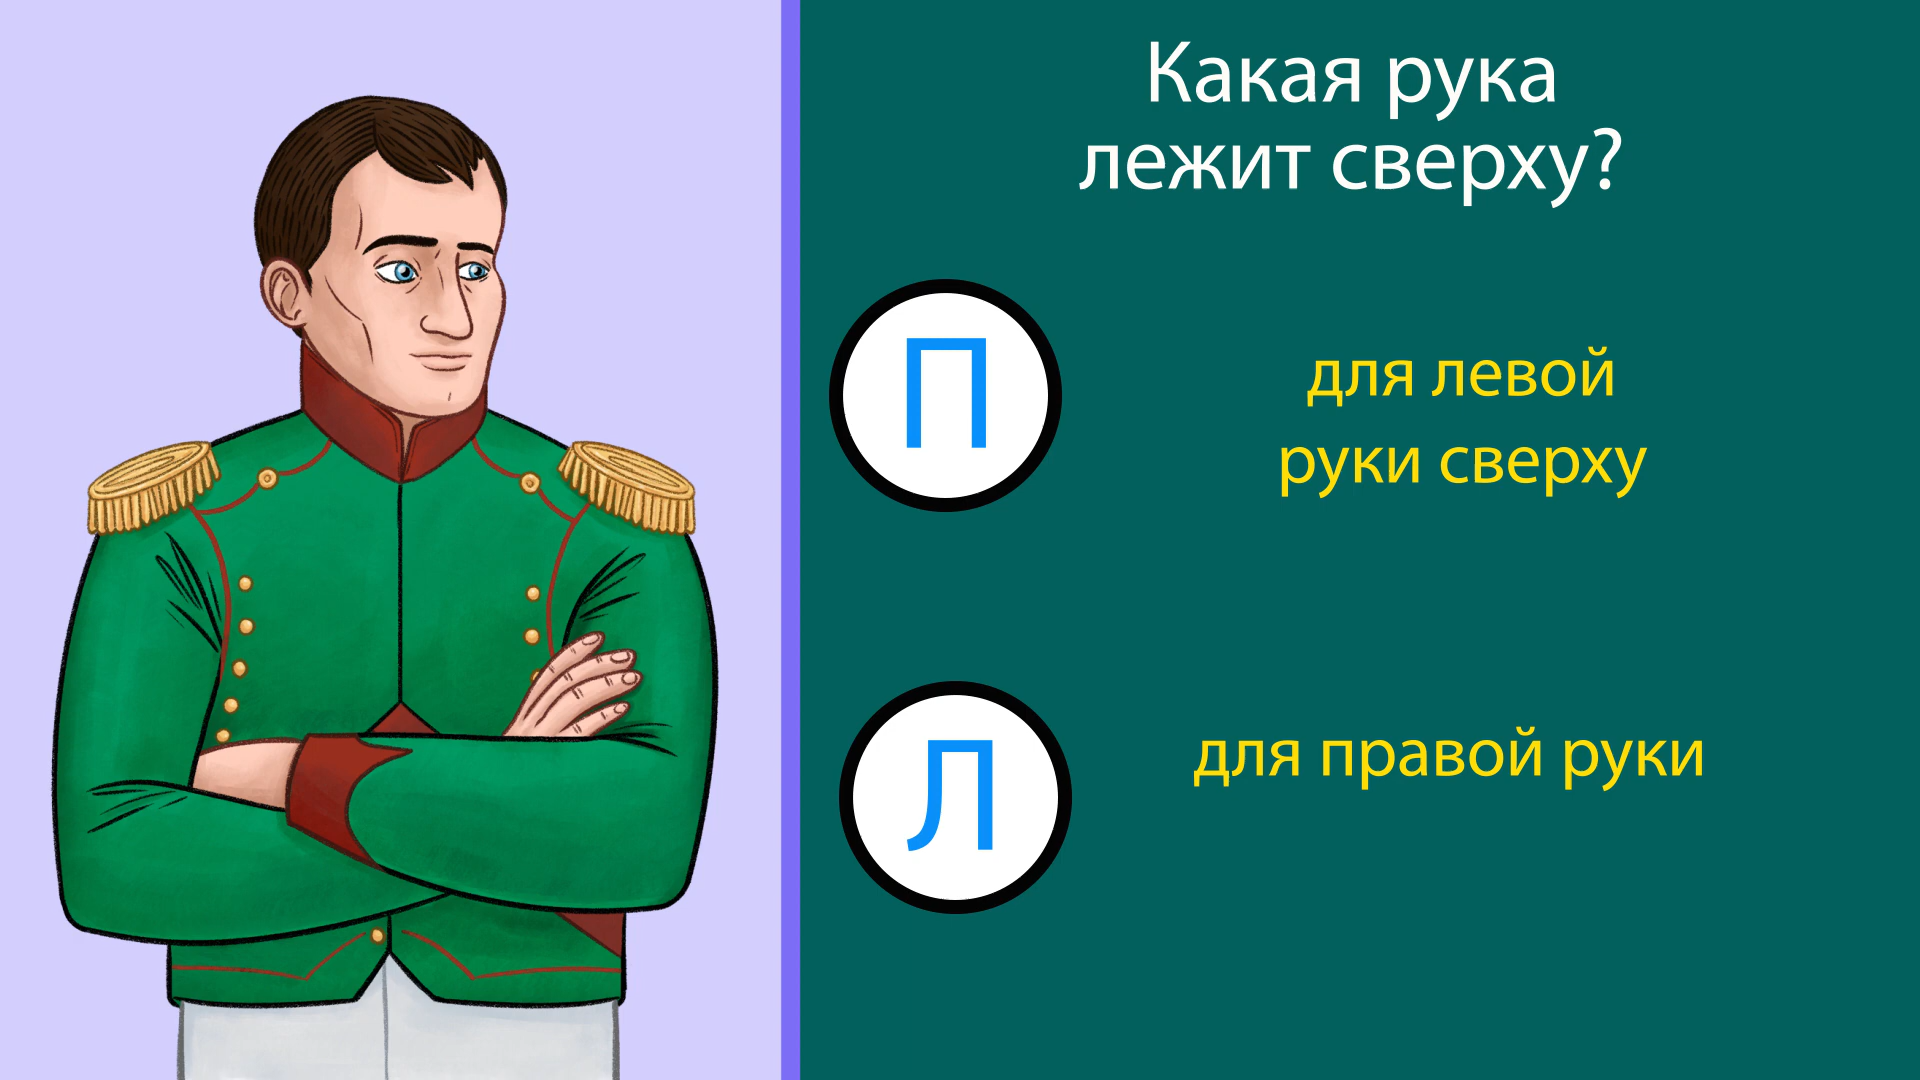 Какая рука
лежит сверху?
П
для левой
руки сверху
Л
для правой руки